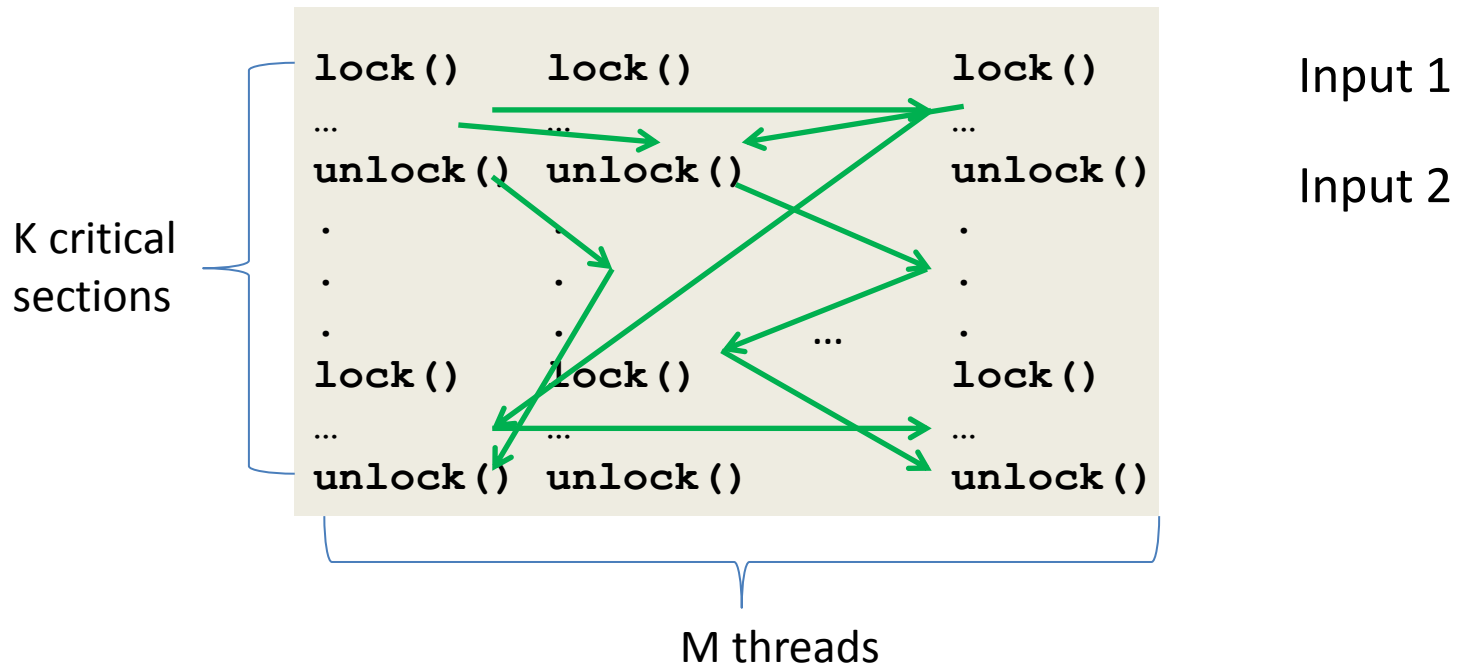 lock() lock() lock()
Input 1
… … …
unlock() unlock() unlock()
Input 2
K critical
sections
. . .
. . .
. . … .
lock() lock() lock()
… … …
unlock() unlock() unlock()
M threads